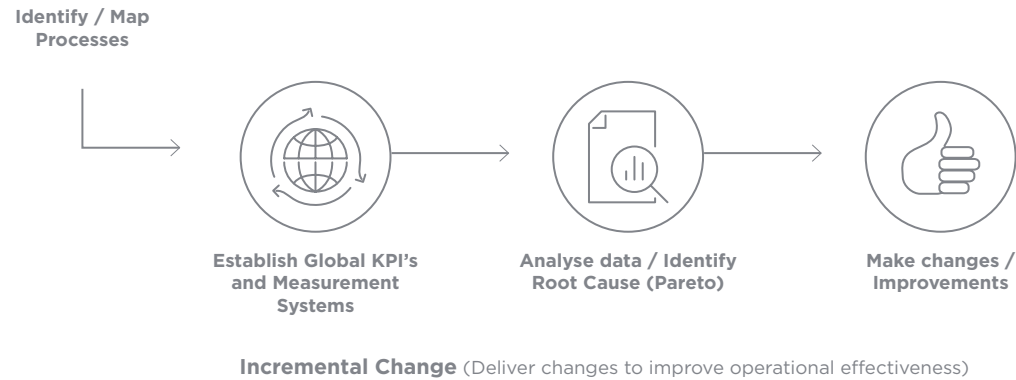 Identify / Map
Processes
Establish Global KPI's
and Measurement
Systems
Analyse data / Identify
Root Cause (Pareto)
Make changes /
Improvements
Incremental Change (Deliver changes to improve operational effectiveness)